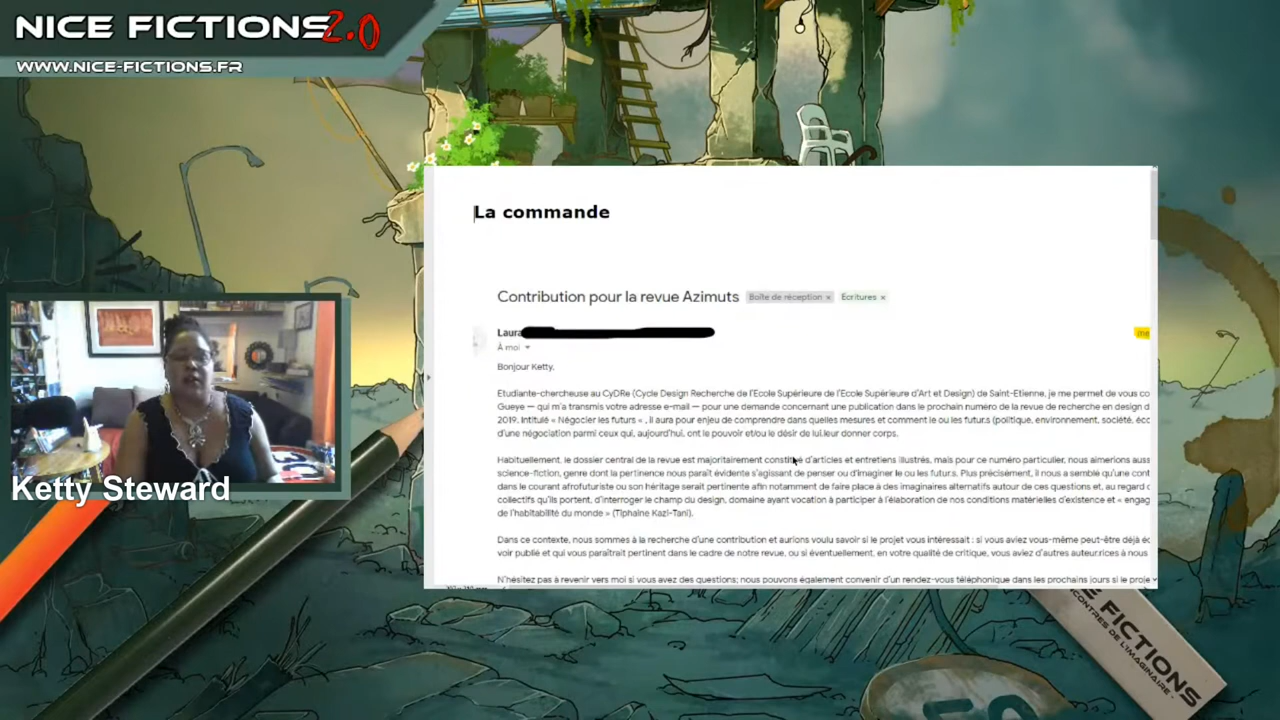 NICE FICTIONS 2.0
WWW.NICE-FICTIONS.FR
La commande
Contribution pour la revue Azimuts Boîte de réception × Ecritures ×
Laura
me
À moi
Bonjour Ketty,
Etudiante-chercheuse au CyDRe (Cycle Design Recherche de l'Ecole Supérieure de l'Ecole Supérieure d'Art et Design) de Saint-Etienne, je me permet de vous co
Gueye — qui m'a transmis votre adresse e-mail — pour une demande concernant une publication dans le prochain numéro de la revue de recherche en design d
2019. Intitulé « Négocier les futurs » , il aura pour enjeu de comprendre dans quelles mesures et comment le ou les futur.s (politique, environnement, société, éco
d'une négociation parmi ceux qui, aujourd'hui, ont le pouvoir et/ou le désir de lui.leur donner corps.
Habituellement, le dossier central de la revue est majoritairement constitué d'articles et entretiens illustrés, mais pour ce numéro particulier, nous aimerions auss
science-fiction, genre dont la pertinence nous paraît évidente s'agissant de penser ou d'imaginer le ou les futur.s. Plus précisément, il nous a semblé qu'une cont
dans le courant afrofuturiste ou son héritage serait pertinente afin notamment de faire place à des imaginaires alternatifs autour de ces questions et, au regard d
collectifs qu'ils portent, d'interroger le champ du design, domaine ayant vocation à participer à l'élaboration de nos conditions matérielles d'existence et « engag
de l'habitabilité du monde » (Tiphaine Kazi-Tani).
Dans ce contexte, nous sommes à la recherche d'une contribution et aurions voulu savoir si le projet vous intéressait : si vous aviez vous-même peut-être déjà éc
voir publié et qui vous paraîtrait pertinent dans le cadre de notre revue, ou si éventuellement, en votre qualité de critique, vous aviez d'autres auteur.rices à nous
N'hésitez pas à revenir vers moi si vous avez des questions; nous pouvons également convenir d'un rendez-vous téléphonique dans les prochains jours si le proje
Ketty Steward
FICTIONS
CONTRES DE L'IMAGINAIRE